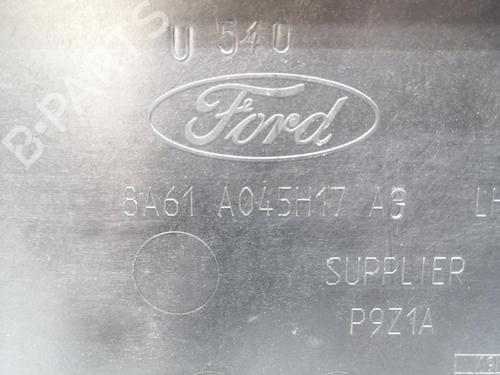 U 540
Ford
8A61 A045H17 AG LH
SUPPLIER
P9Z1A
B-PARTS